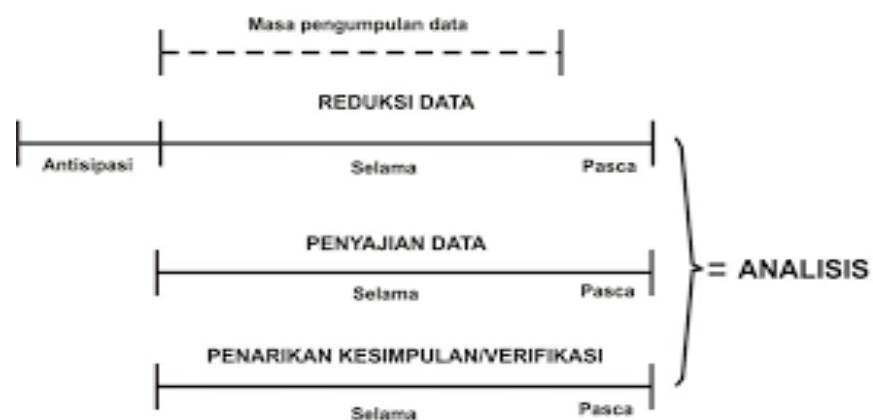 Masa pengumpulan data
REDUKSI DATA
Antisipasi Selama Pasca
PENYAJIAN DATA
= ANALISIS
Selama Pasca
PENARIKAN KESIMPULAN/VERIFIKASI
Selama Pasca